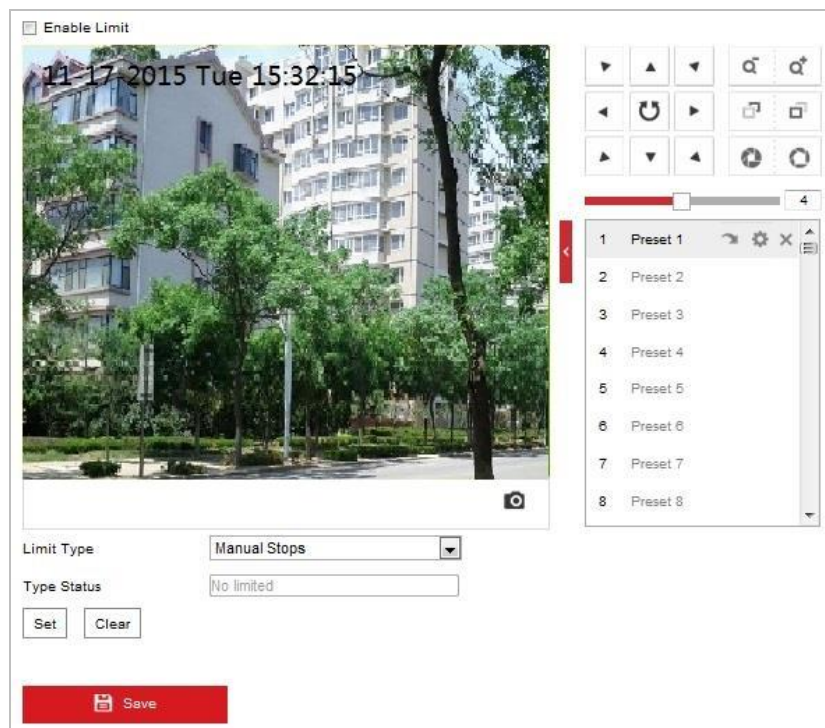 Enable Limit
11-17-2015 Tue 15:32:15
4
1 Preset 1
2 Preset 2
3 Preset 3
4 Preset 4
5 Preset 5
6 Preset 6
7 Preset 7
8 Preset 8
Limit Type Manual Stops
Type Status No limited
Set Clear
Save